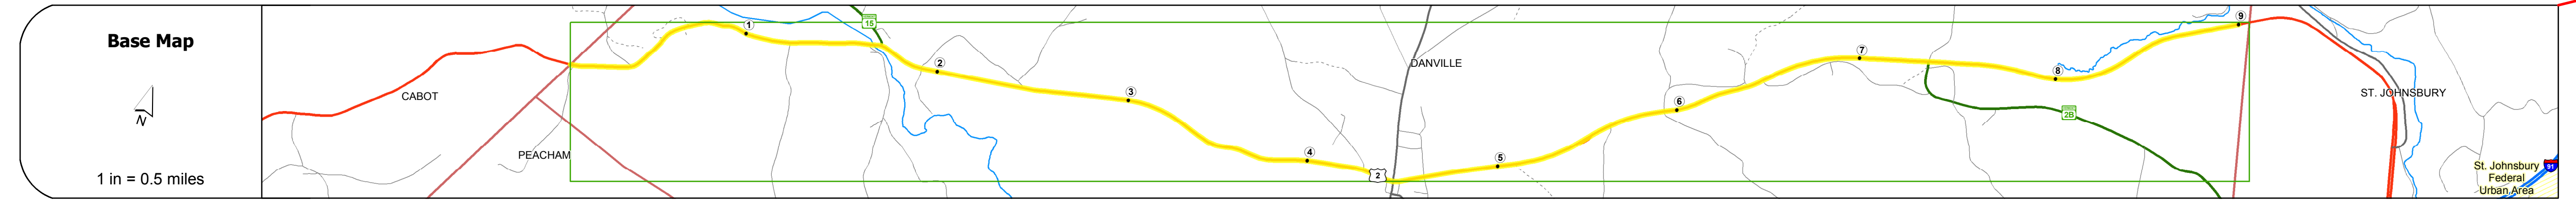 Base Map
N
1 in = 0.5 miles
CABOT
PEACHAM
1
15
2
3
4
2
DANVILLE
5
6
7
2B
8
9
ST. JOHNSBURY
St. Johnsbury
Federal
Urban Area
91